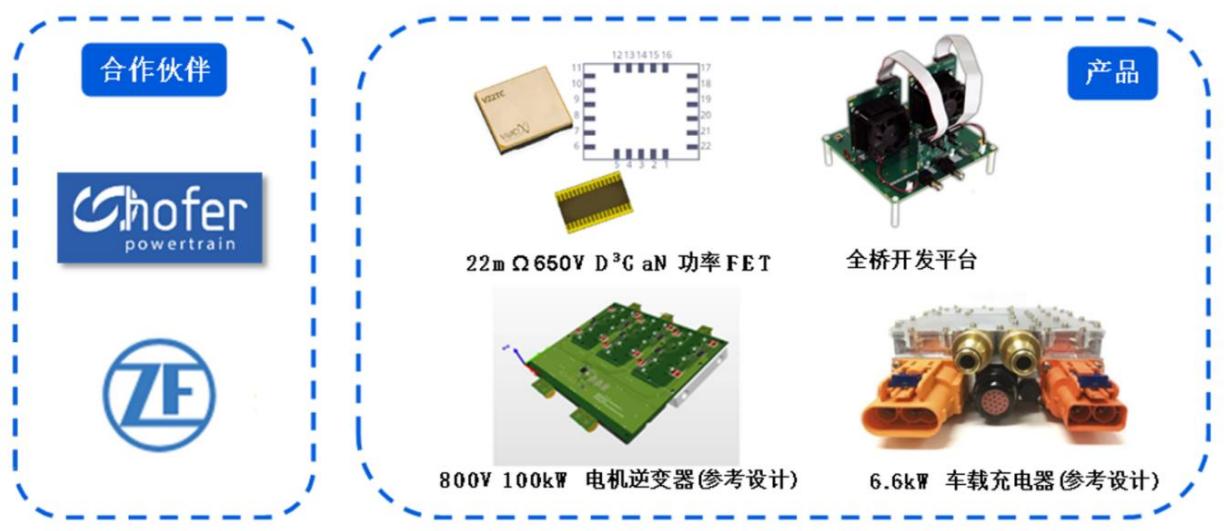 合作伙伴
hofer
powertrain
ZF
产品
V22TC
12 13 14 15 16
11
10
9
8
7
6
17
18
19
20
21
22
5 4 3 2 1
22mΩ650V D³GaN 功率FET
全桥开发平台
800V 100kW 电机逆变器(参考设计)
6.6kW 车载充电器(参考设计)